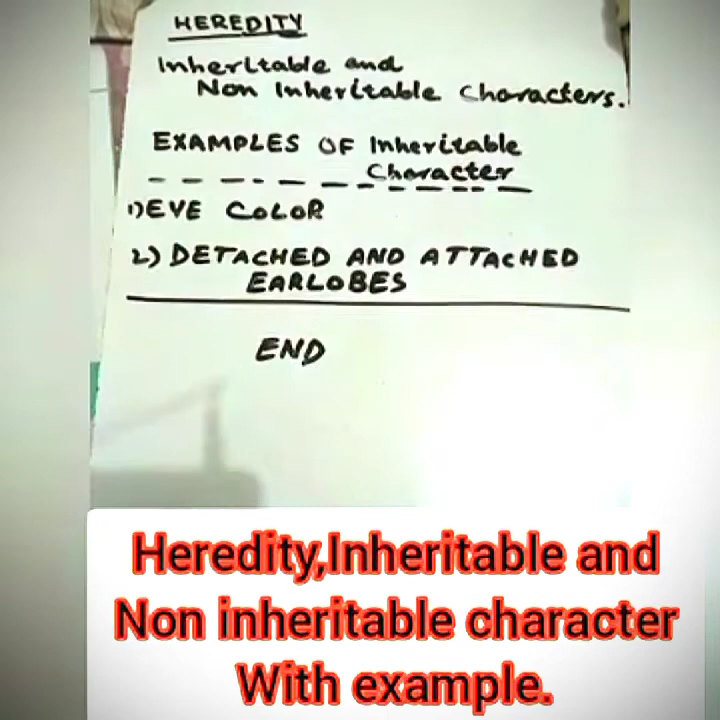 HEREDITY
Inheritable and
Non Inheritable Characters.
EXAMPLES OF Inheritable
Character
1) EYE COLOR
2) DETACHED AND ATTACHED
EARLOBES
END
Heredity,Inheritable and
Non inheritable character
With example.